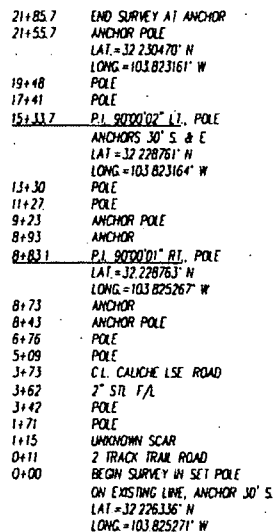 21+85.7 END SURVEY AT ANCHOR
21+55.7 ANCHOR POLE
LAT.=32.230470° N
LONG.=103.823161° W
19+48 POLE
17+41 POLE
15+33.7 P.I. 90°00'02" LT., POLE
ANCHORS 30' S. & E
LAT.=32.228761° N
LONG.=103.823164° W
13+30 POLE
11+27 POLE
9+23 ANCHOR POLE
8+93 ANCHOR
8+83.1 P.I. 90°00'01" RT., POLE
LAT.=32.228763° N
LONG.=103.825267° W
8+73 ANCHOR
8+43 ANCHOR POLE
6+76 POLE
5+09 POLE
3+73 C.L. CALICHE LSE ROAD
3+62 2" STL F/L
3+42 POLE
1+71 POLE
1+15 UNKNOWN SCAR
0+11 2 TRACK TRAIL ROAD
0+00 BEGIN SURVEY IN SET POLE
ON EXISTING LINE, ANCHOR 30' S.
LAT.=32.226336° N
LONG.=103.825271° W